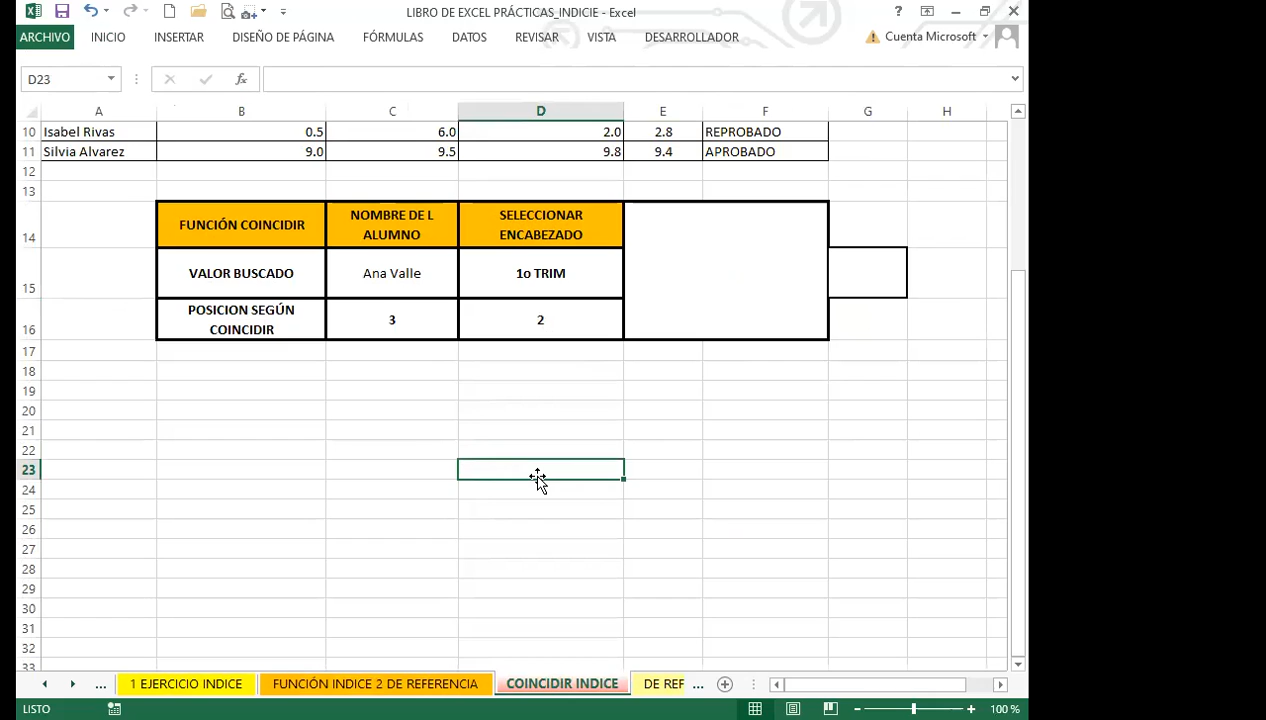 LIBRO DE EXCEL PRÁCTICAS_INDICIE - Excel
?
ARCHIVO INICIO INSERTAR DISEÑO DE PÁGINA FÓRMULAS DATOS REVISAR VISTA DESARROLLADOR Cuenta Microsoft
D23 fx
A B C D E F G H
10 Isabel Rivas 0.5 6.0 2.0 2.8 REPROBADO
11 Silvia Alvarez 9.0 9.5 9.8 9.4 APROBADO
12
13
14 FUNCIÓN COINCIDIR NOMBRE DE L ALUMNO SELECCIONAR ENCABEZADO
15 VALOR BUSCADO Ana Valle 1o TRIM
16 POSICION SEGÚN COINCIDIR 3 2
17
18
19
20
21
22
23
24
25
26
27
28
29
30
31
32
33
... 1 EJERCICIO INDICE FUNCIÓN INDICE 2 DE REFERENCIA COINCIDIR INDICE DE REF ...
LISTO 100 %